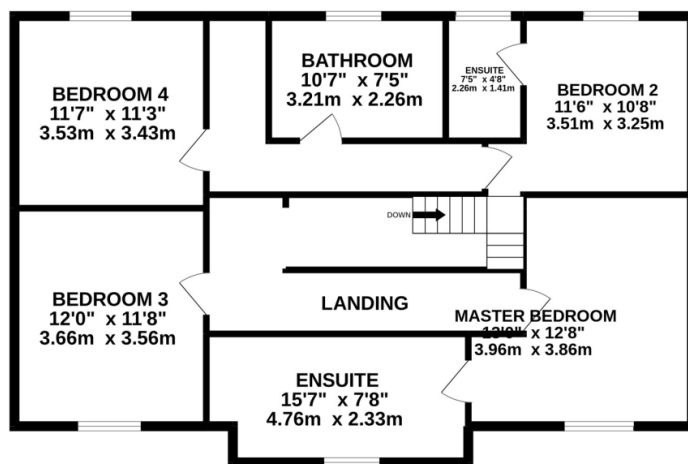 BEDROOM 4
11'7" x 11'3"
3.53m x 3.43m
BATHROOM
10'7" x 7'5"
3.21m x 2.26m
ENSUITE
7'5" x 4'8"
2.26m x 1.41m
BEDROOM 2
11'6" x 10'8"
3.51m x 3.25m
DOWN
BEDROOM 3
12'0" x 11'8"
3.66m x 3.56m
LANDING
MASTER BEDROOM
13'0" x 12'8"
3.96m x 3.86m
ENSUITE
15'7" x 7'8"
4.76m x 2.33m